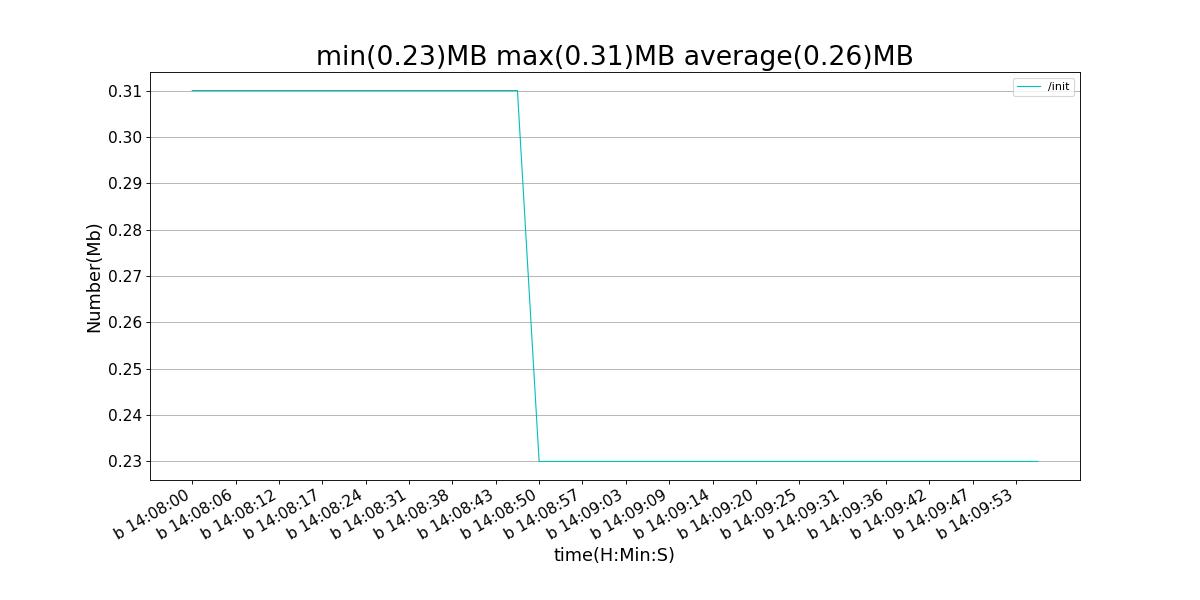 min(0.23)MB max(0.31)MB average(0.26)MB
/init
0.31
0.30
0.29
0.28
0.27
0.26
0.25
0.24
0.23
Number(Mb)
b 14:08:00
b 14:08:06
b 14:08:12
b 14:08:17
b 14:08:24
b 14:08:31
b 14:08:38
b 14:08:43
b 14:08:50
b 14:08:57
b 14:09:03
b 14:09:09
b 14:09:14
b 14:09:20
b 14:09:25
b 14:09:31
b 14:09:36
b 14:09:42
b 14:09:47
b 14:09:53
time(H:Min:S)